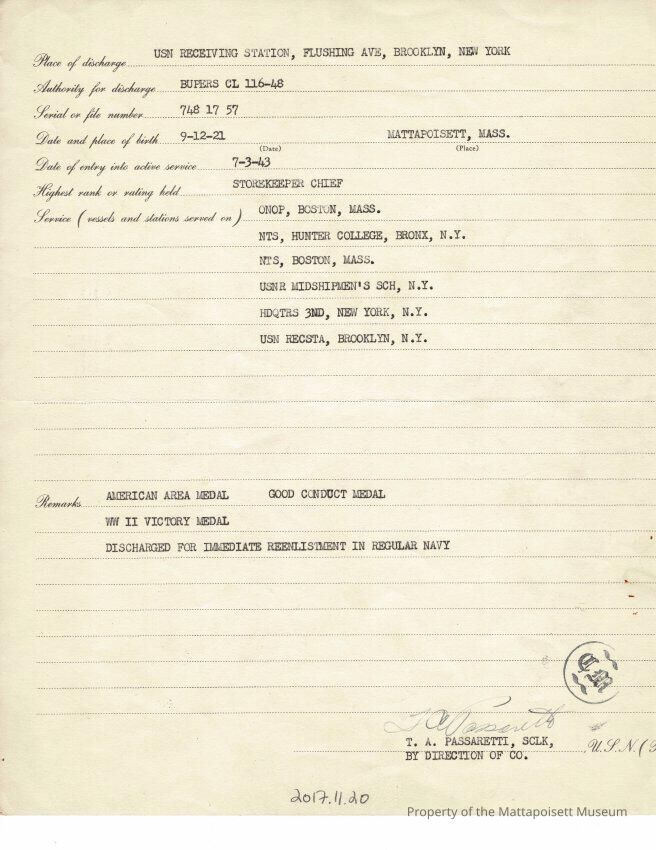 Place of discharge USN RECEIVING STATION, FLUSHING AVE, BROOKLYN, NEW YORK
Authority for discharge BUPERS CL 116-48
Serial or file number 748 17 57
Date and place of birth 9-12-21 MATTAPOISETT, MASS.
(Date) (Place)
Date of entry into active service 7-3-43
Highest rank or rating held STOREKEEPER CHIEF
Service (vessels and stations served on) ONOP, BOSTON, MASS.
NTS, HUNTER COLLEGE, BRONX, N.Y.
NTS, BOSTON, MASS.
USNR MIDSHIPMEN'S SCH, N.Y.
HDQTRS 3ND, NEW YORK, N.Y.
USN RECSTA, BROOKLYN, N.Y.
Remarks AMERICAN AREA MEDAL GOOD CONDUCT MEDAL
WW II VICTORY MEDAL
DISCHARGED FOR IMMEDIATE REENLISTMENT IN REGULAR NAVY
T A Passaretti
T. A. PASSARETTI, SCLK, U.S.N. (
BY DIRECTION OF CO.
2017.11.20
Property of the Mattapoisett Museum